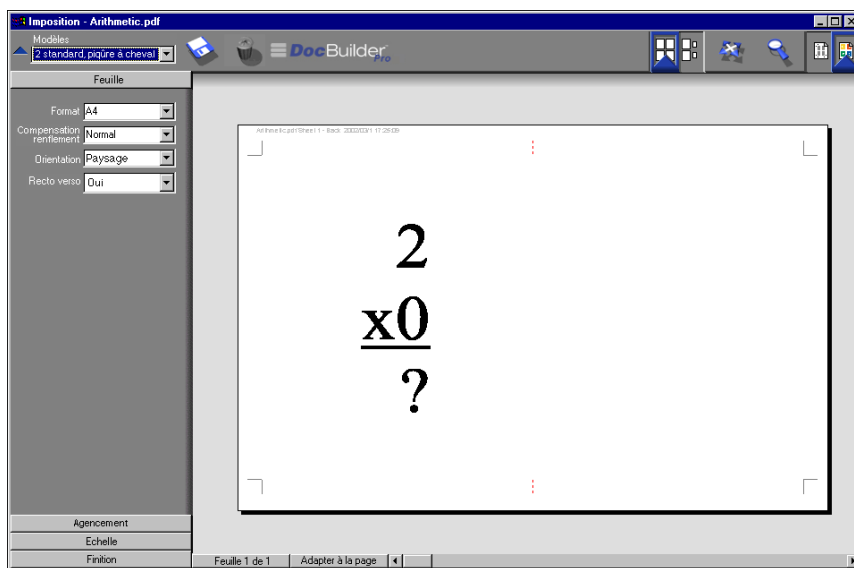 Imposition - Arithmetic.pdf
Modèles
2 standard, piqûre à cheval
DocBuilder Pro
Feuille
Format A4
Compensation renflement Normal
Orientation Paysage
Recto verso Oui
2
x0
?
Agencement
Echelle
Finition
Feuille 1 de 1
Adapter à la page